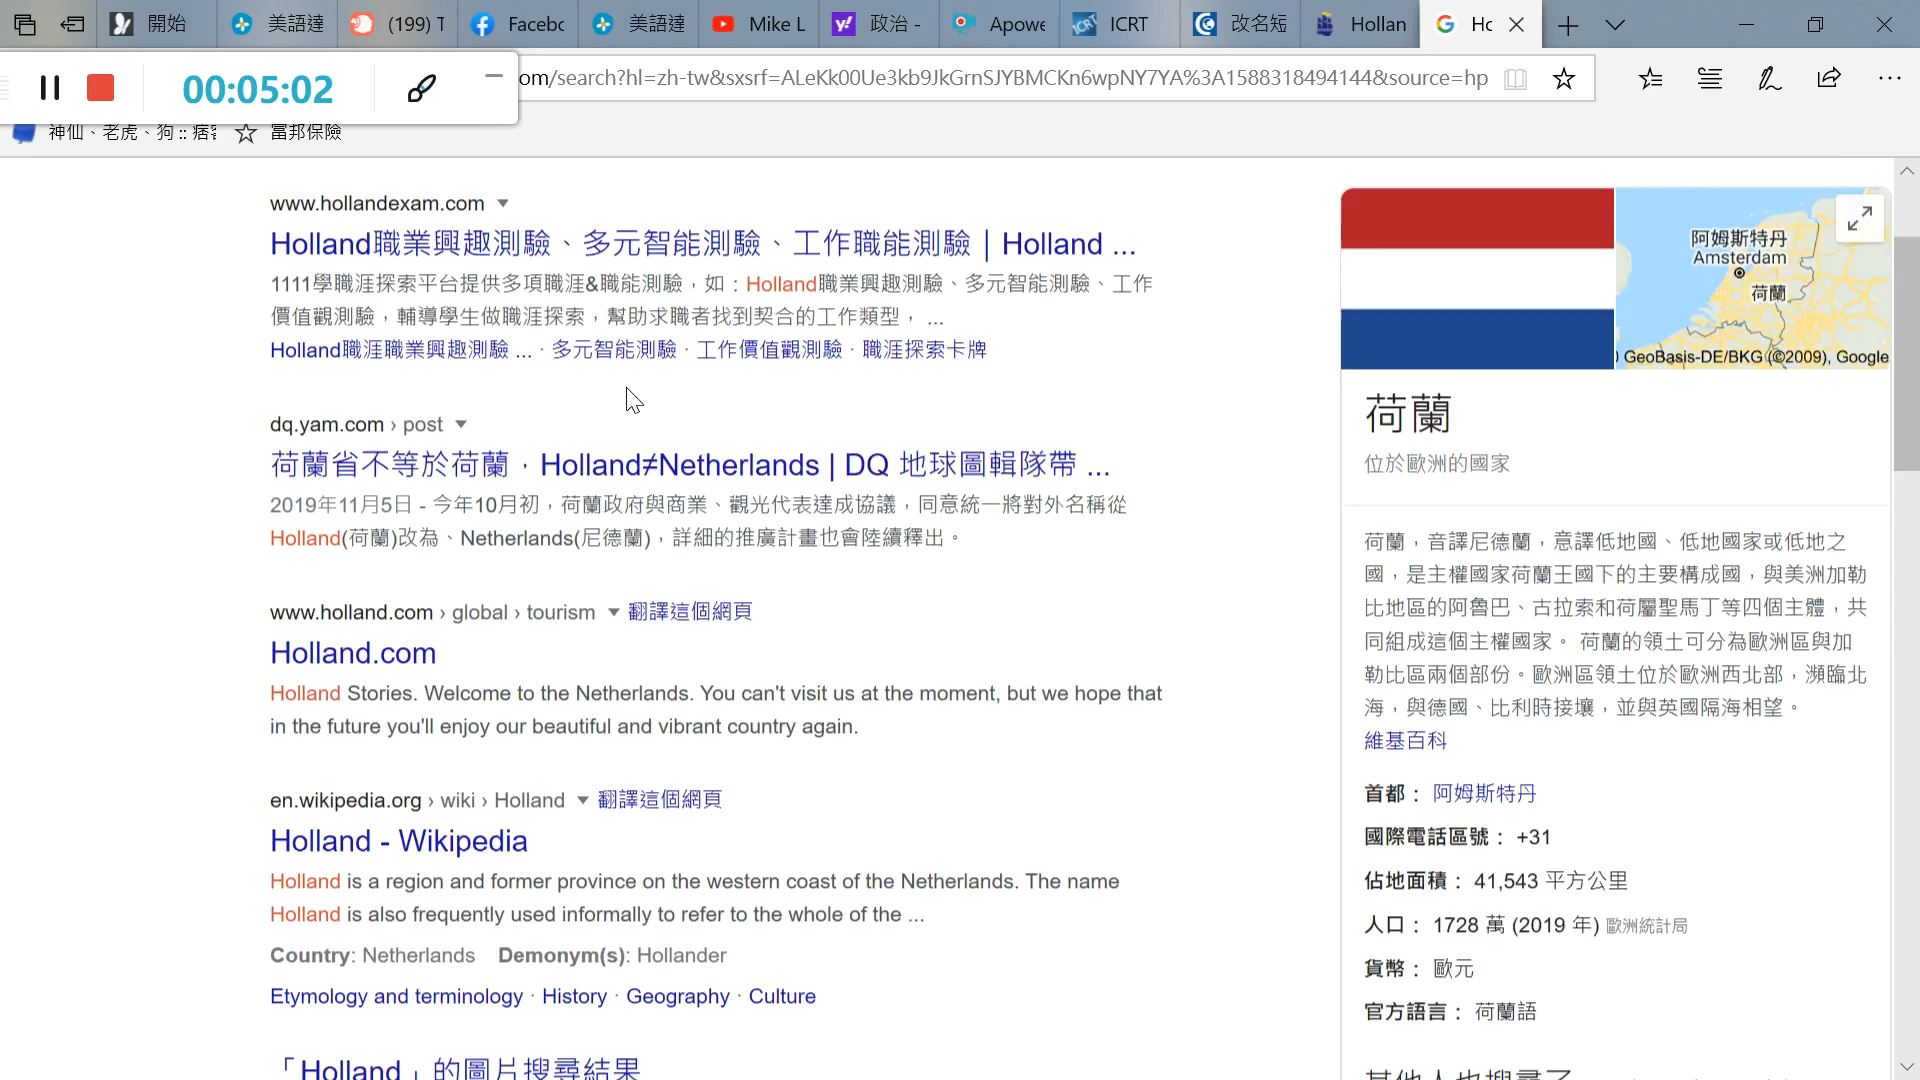 開始
美語達
(199) T
Facebc
美語達
Mike L
政治 -
Apowe
ICRT
改名短
Hollan
Hc
00:05:02
om/search?hl=zh-tw&sxsrf=ALeKk00Ue3kb9JkGrnSJYBMCKn6wpNY7YA%3A1588318494144&source=hp
神仙、老虎、狗 :: 痞客
富邦保險
www.hollandexam.com
Holland職業興趣測驗、多元智能測驗、工作職能測驗 | Holland ...
1111學職涯探索平台提供多項職涯&職能測驗，如：Holland職業興趣測驗、多元智能測驗、工作
價值觀測驗，輔導學生做職涯探索，幫助求職者找到契合的工作類型， ...
Holland職涯職業興趣測驗 ... · 多元智能測驗 · 工作價值觀測驗 · 職涯探索卡牌
dq.yam.com › post
荷蘭省不等於荷蘭，Holland≠Netherlands | DQ 地球圖輯隊帶 ...
2019年11月5日 - 今年10月初，荷蘭政府與商業、觀光代表達成協議，同意統一將對外名稱從
Holland(荷蘭)改為、Netherlands(尼德蘭)，詳細的推廣計畫也會陸續釋出。
www.holland.com › global › tourism 翻譯這個網頁
Holland.com
Holland Stories. Welcome to the Netherlands. You can't visit us at the moment, but we hope that
in the future you'll enjoy our beautiful and vibrant country again.
en.wikipedia.org › wiki › Holland 翻譯這個網頁
Holland - Wikipedia
Holland is a region and former province on the western coast of the Netherlands. The name
Holland is also frequently used informally to refer to the whole of the ...
Country: Netherlands Demonym(s): Hollander
Etymology and terminology · History · Geography · Culture
「Holland」的圖片搜尋結果
阿姆斯特丹
Amsterdam
荷蘭
GeoBasis-DE/BKG (©2009), Google
荷蘭
位於歐洲的國家
荷蘭，音譯尼德蘭，意譯低地國、低地國家或低地之
國，是主權國家荷蘭王國下的主要構成國，與美洲加勒
比地區的阿魯巴、古拉索和荷屬聖馬丁等四個主體，共
同組成這個主權國家。 荷蘭的領土可分為歐洲區與加
勒比區兩個部份。歐洲區領土位於歐洲西北部，瀕臨北
海，與德國、比利時接壤，並與英國隔海相望。
維基百科
首都： 阿姆斯特丹
國際電話區號： +31
佔地面積： 41,543 平方公里
人口： 1728 萬 (2019 年) 歐洲統計局
貨幣： 歐元
官方語言： 荷蘭語
其他人也搜尋了